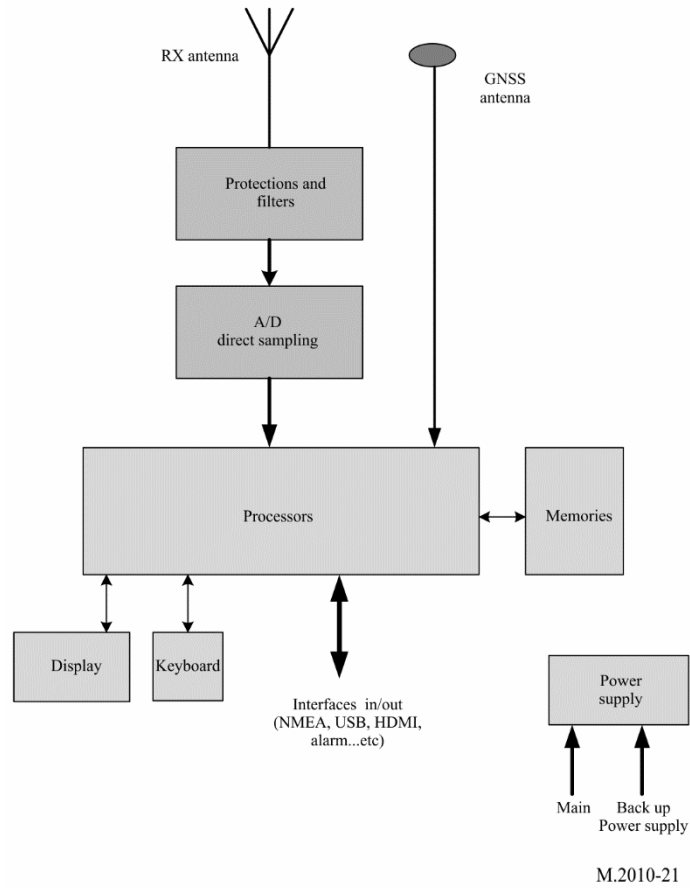 RX antenna
GNSS
antenna
Protections and
filters
A/D
direct sampling
Processors
Memories
Display
Keyboard
Interfaces in/out
(NMEA, USB, HDMI,
alarm...etc)
Power
supply
Main
Back up
Power supply
M.2010-21